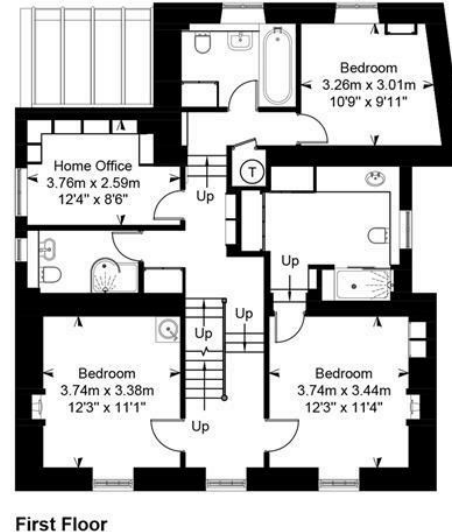 Bedroom
3.26m x 3.01m
10'9" x 9'11"
Home Office
3.76m x 2.59m
12'4" x 8'6"
Up
T
Up
Up
Up
Bedroom
3.74m x 3.38m
12'3" x 11'1"
Up
Bedroom
3.74m x 3.44m
12'3" x 11'4"
First Floor